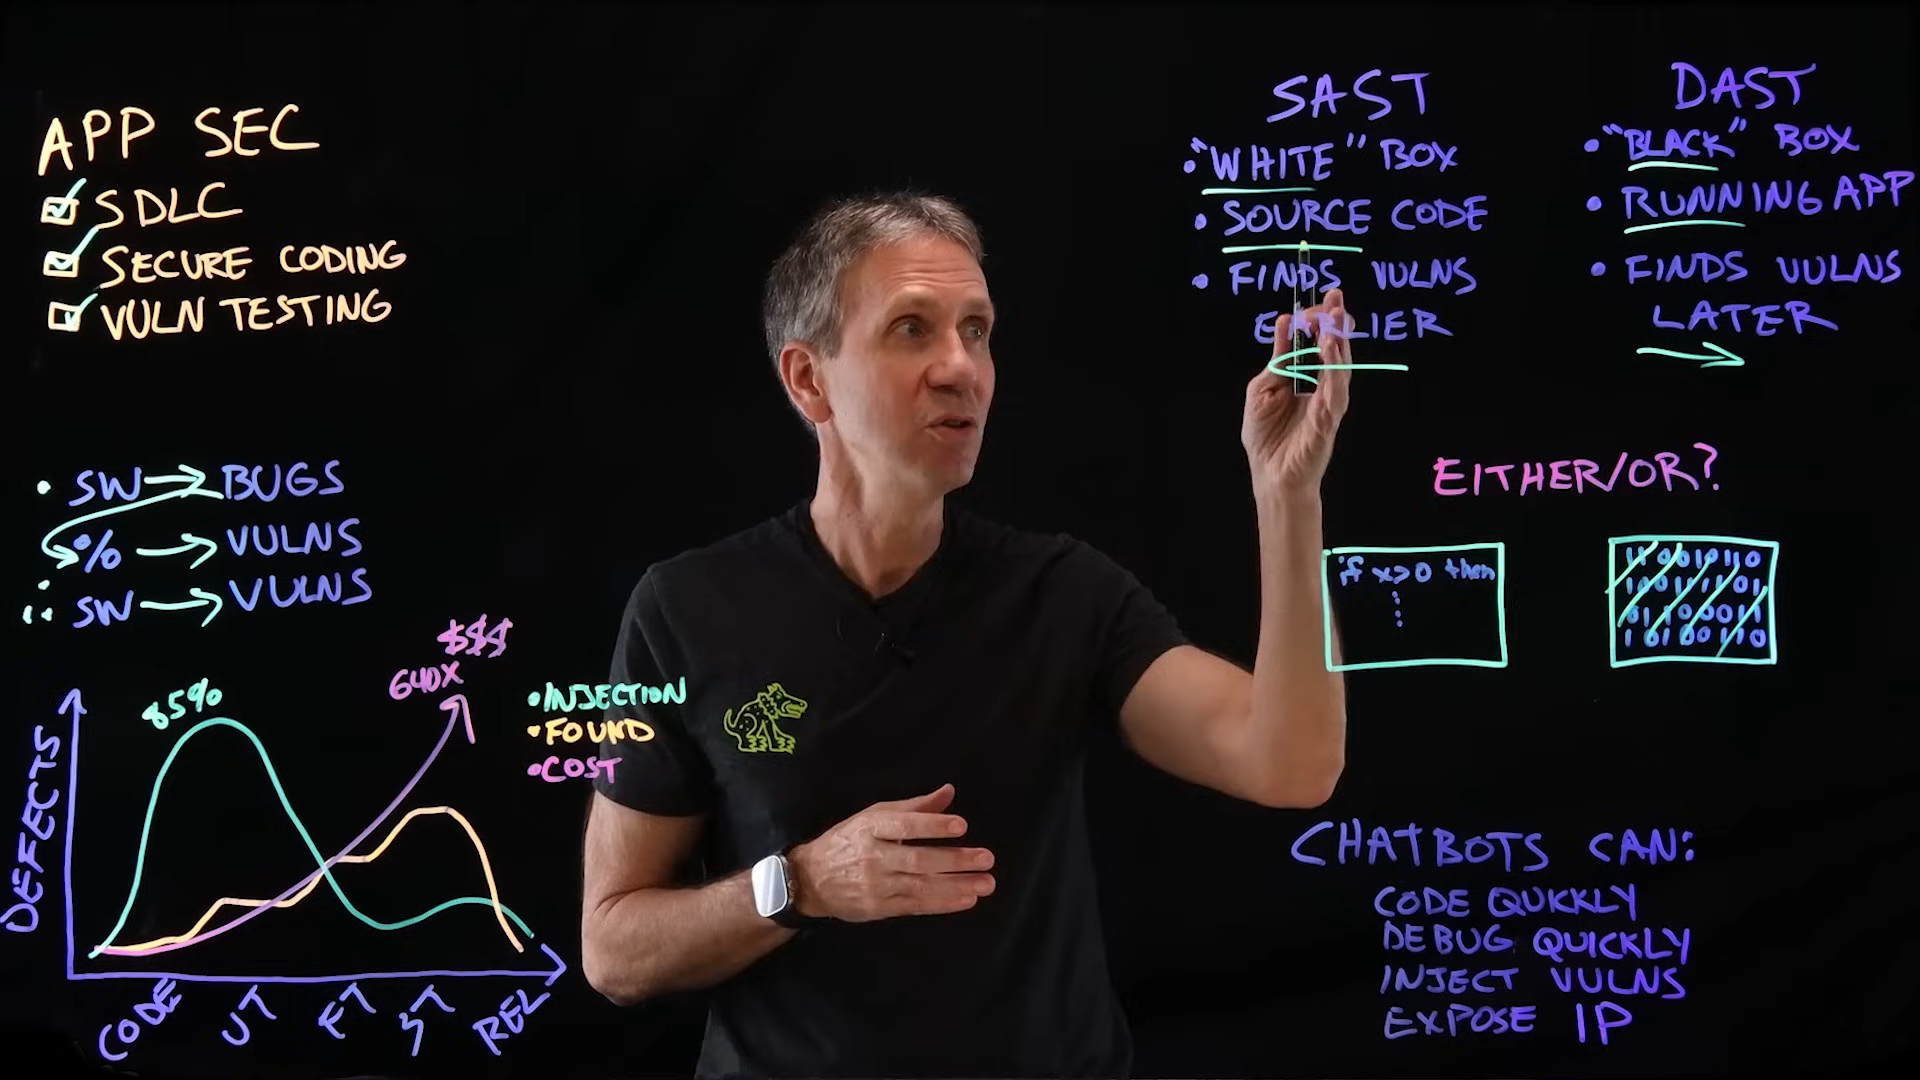 APP SEC
SDLC
SECURE CODING
VULN TESTING
SW → BUGS
% → VULNS
∴ SW → VULNS
DEFECTS
85%
640X
$$$
• INJECTION
• FOUND
• COST
CODE
UT
FT
ST
REL
SAST
• "WHITE" BOX
• SOURCE CODE
• FINDS VULNS
EARLIER
DAST
• "BLACK" BOX
• RUNNING APP
• FINDS VULNS
LATER
EITHER/OR?
if x>0 then
11001010
CHATBOTS CAN:
CODE QUICKLY
DEBUG QUICKLY
INJECT VULNS
EXPOSE IP